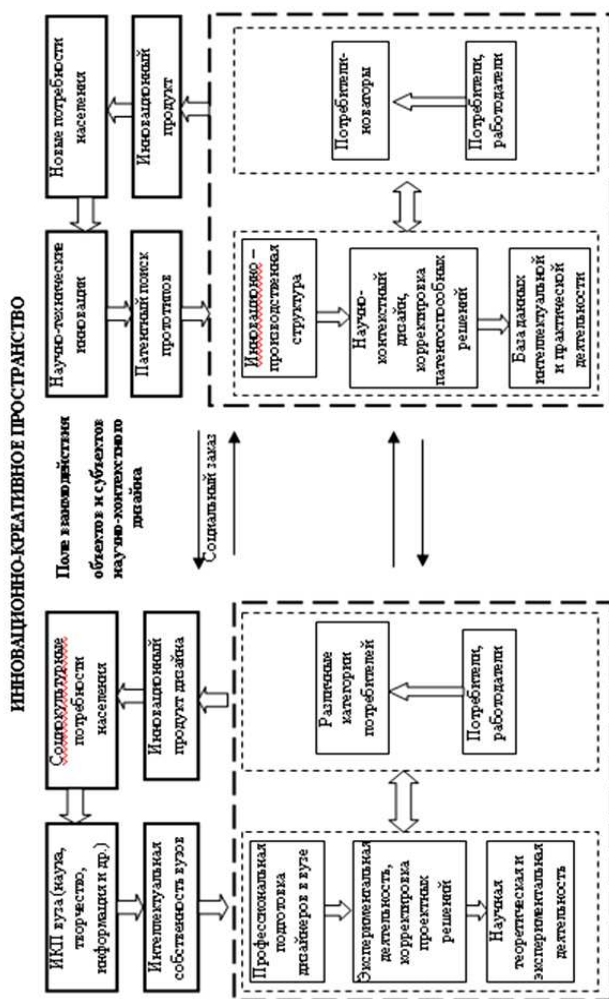 ИННОВАЦИОННО-КРЕАТИВНОЕ ПРОСТРАНСТВО
ИКП вуза (наука,
творчество,
информация и др.)
Социокультурные
потребности
населения
Интеллектуальная
собственность вузов
Инновационный
продукт дизайна
Профессиональная
подготовка
дизайнеров в вузе
Экспериментальная
деятельность,
корректировка
проектных
решений
Научная
теоретическая и
экспериментальная
деятельность
Различные
категории
потребителей
Потребители,
работодатели
Поле взаимодействия
объектов и субъектов
научно-контекстного
дизайна
Социальный заказ
Научно-технические
инновации
Новые потребности
населения
Патентный поиск
прототипов
Инновационный
продукт
Инновационно –
производственная
структура
Научно-
контекстный
дизайн,
корректировка
патентоспособных
решений
База данных
интеллектуальной
и практической
деятельности
Потребители-
новаторы
Потребители,
работодатели